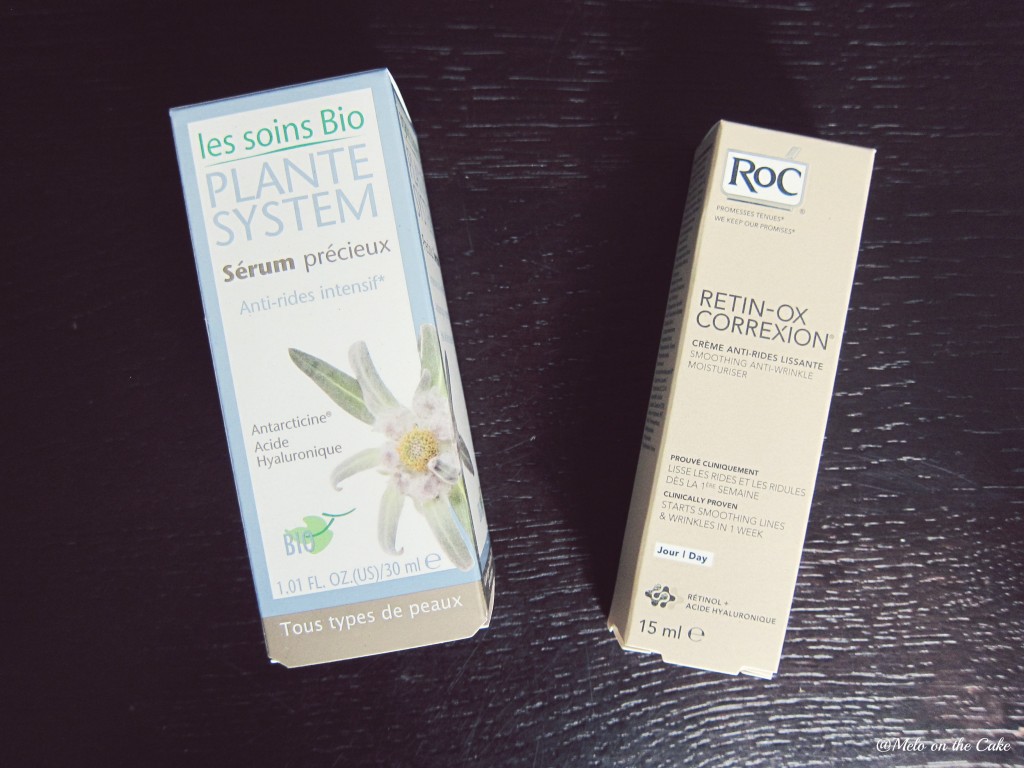 les soins Bio
PLANTE
SYSTEM
Sérum précieux
Anti-rides intensif*
Antarcticine®
Acide
Hyaluronique
BIO
1.01 FL. OZ.(US)/30 ml ℮
Tous types de peaux
RoC
®
PROMESSES TENUES*
WE KEEP OUR PROMISES*
RETIN-OX
CORREXION®
CRÈME ANTI-RIDES LISSANTE
SMOOTHING ANTI-WRINKLE
MOISTURISER
PROUVÉ CLINIQUEMENT
LISSE LES RIDES ET LES RIDULES
DÈS LA 1ÈRE SEMAINE
CLINICALLY PROVEN
STARTS SMOOTHING LINES
& WRINKLES IN 1 WEEK
Jour | Day
RÉTINOL +
ACIDE HYALURONIQUE
15 ml ℮
@Melo on the Cake